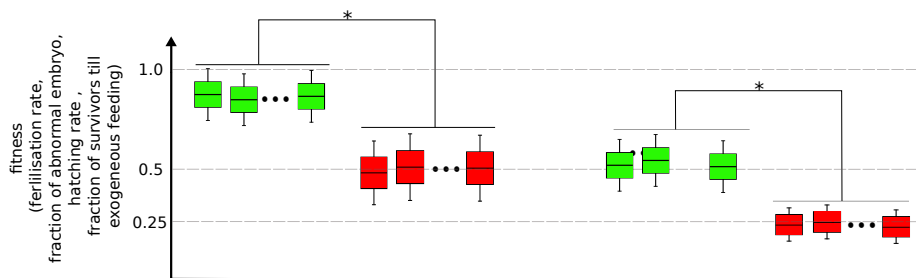 fitness
(ferlilisation rate,
fraction of abnormal embryo,
hatching rate ,
fraction of survivors till
exogeneous feeding)
*
1.0
*
0.5
0.25